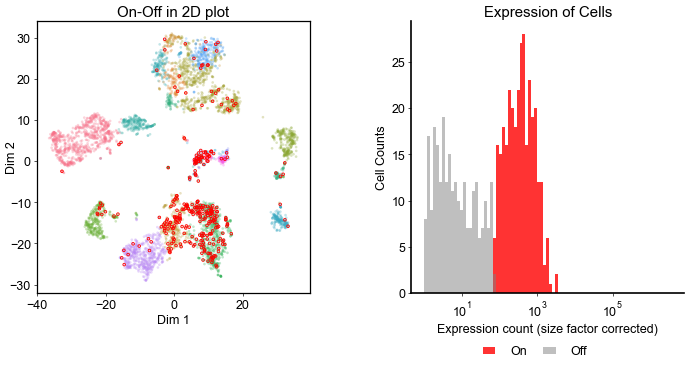 On-Off in 2D plot
30
20
10
0
−10
−20
−30
−40
−20
0
20
Dim 2
Dim 1
Expression of Cells
25
20
15
10
5
0
10^1
10^3
10^5
Cell Counts
Expression count (size factor corrected)
On Off